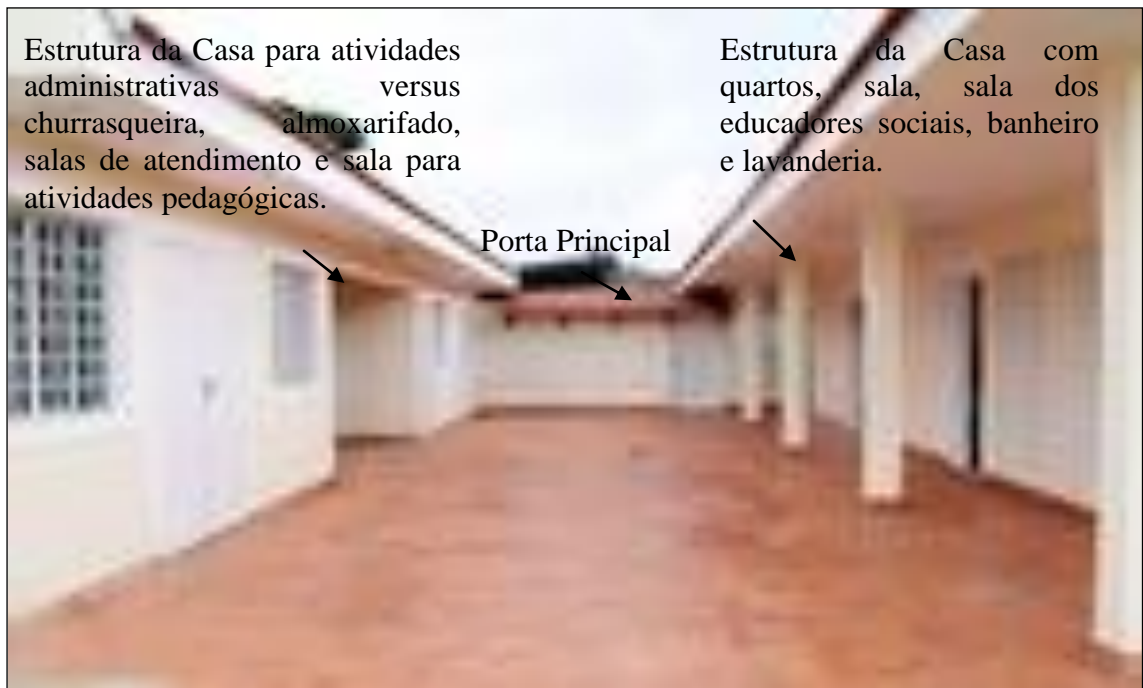 Estrutura da Casa para atividades
administrativas versus
churrasqueira, almoxarifado,
salas de atendimento e sala para
atividades pedagógicas.
Estrutura da Casa com
quartos, sala, sala dos
educadores sociais, banheiro
e lavanderia.
Porta Principal